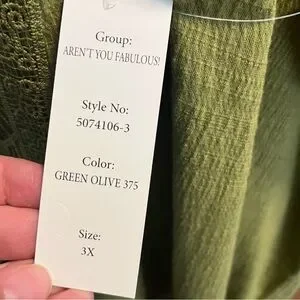 Group:
AREN'T YOU FABULOUS!
Style No:
5074106-3
Color:
GREEN OLIVE 375
Size:
3X